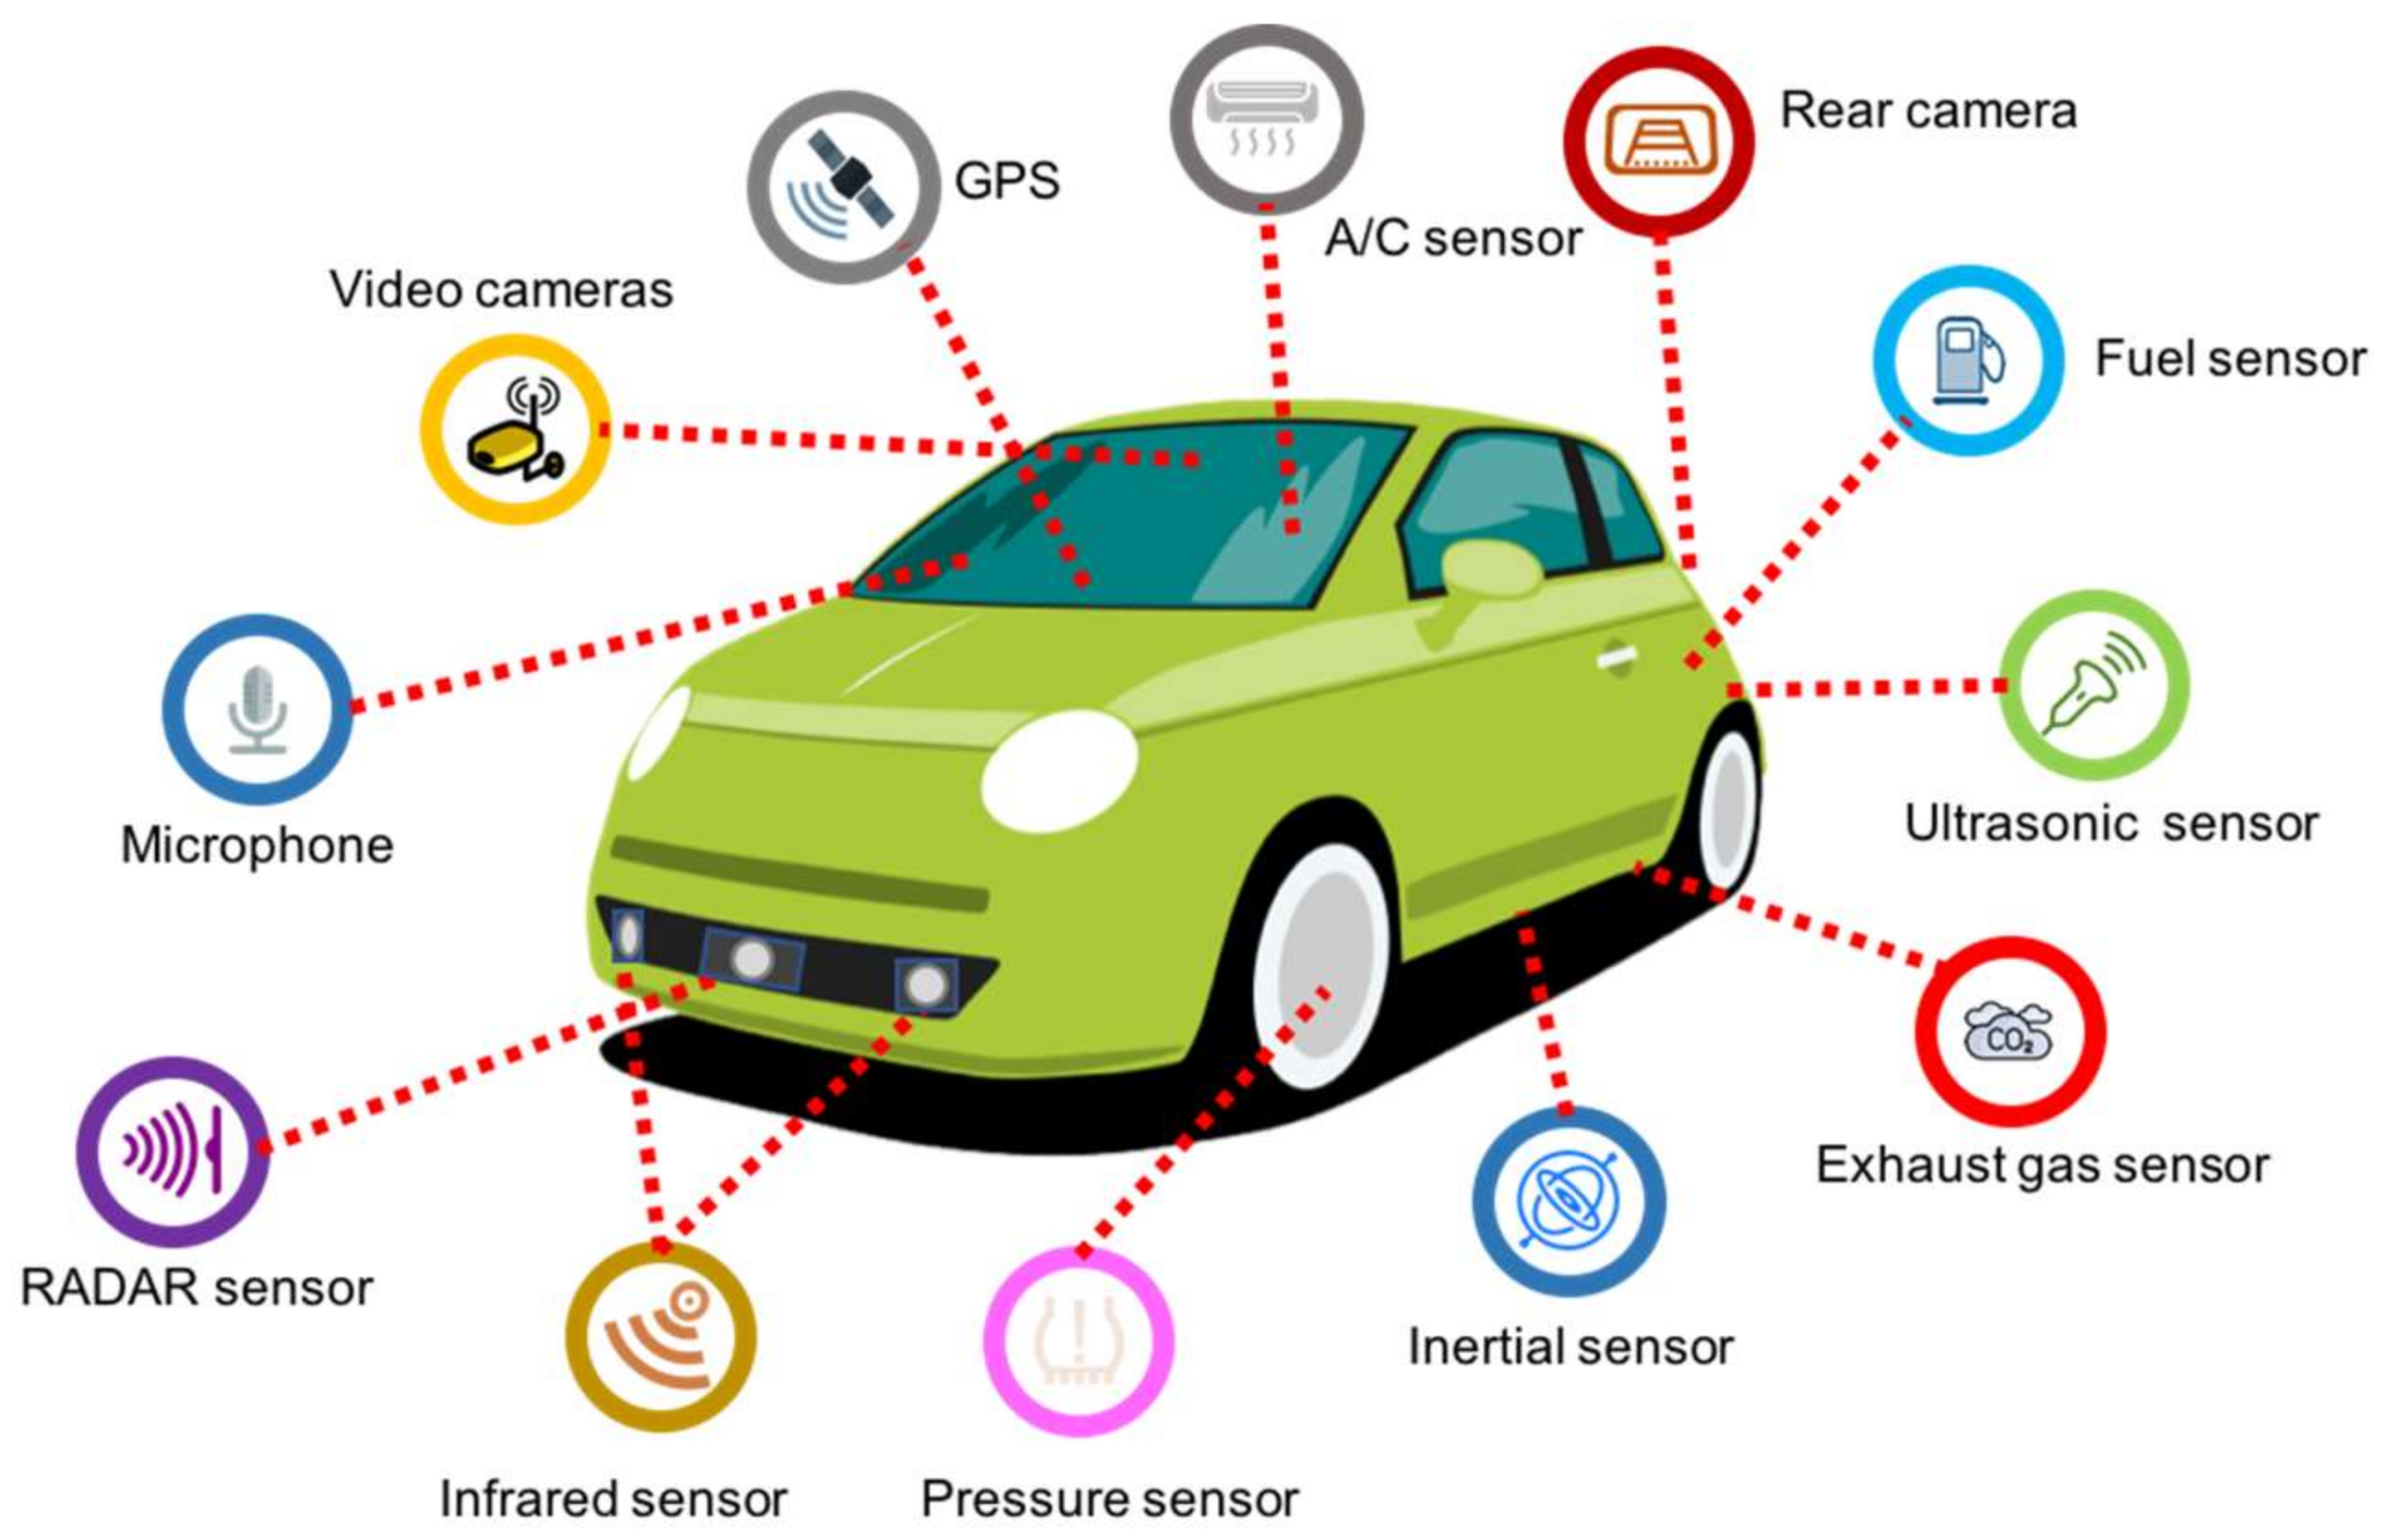 Rear camera
GPS
A/C sensor
Video cameras
Fuel sensor
Microphone
Ultrasonic sensor
CO₂
Exhaust gas sensor
RADAR sensor
Inertial sensor
Infrared sensor
Pressure sensor